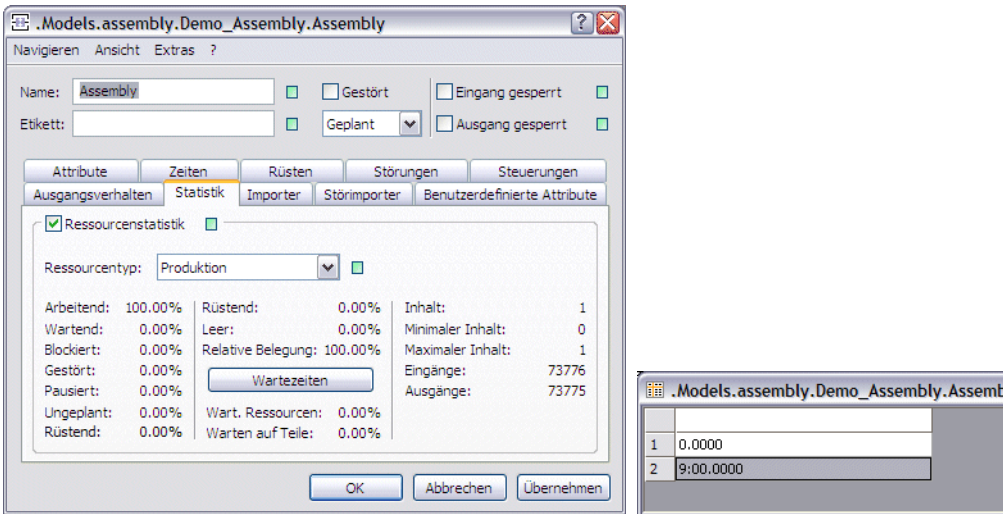 .Models.assembly.Demo_Assembly.Assembly
Navigieren Ansicht Extras ?
Name: Assembly Gestört Eingang gesperrt
Etikett: Geplant Ausgang gesperrt
Attribute Zeiten Rüsten Störungen Steuerungen
Ausgangsverhalten Statistik Importer Störimporter Benutzerdefinierte Attribute
Ressourcenstatistik
Ressourcentyp: Produktion
Arbeitend: 100.00% Rüstend: 0.00% Inhalt: 1
Wartend: 0.00% Leer: 0.00% Minimaler Inhalt: 0
Blockiert: 0.00% Relative Belegung: 100.00% Maximaler Inhalt: 1
Gestört: 0.00% Wartezeiten Eingänge: 73776
Pausiert: 0.00% Ausgänge: 73775
Ungeplant: 0.00% Wart. Ressourcen: 0.00%
Rüstend: 0.00% Warten auf Teile: 0.00%
OK Abbrechen Übernehmen
.Models.assembly.Demo_Assembly.Assemb
1 0.0000
2 9:00.0000